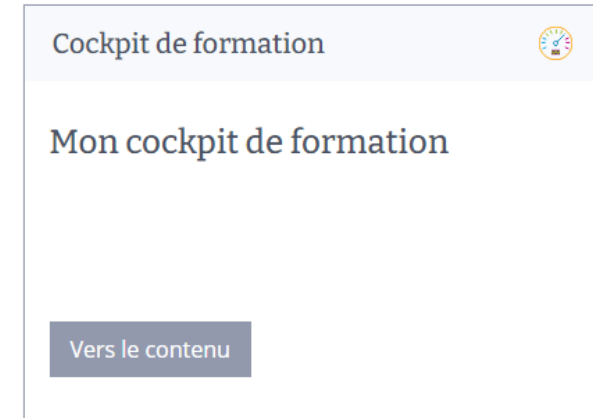 Cockpit de formation
Mon cockpit de formation
Vers le contenu